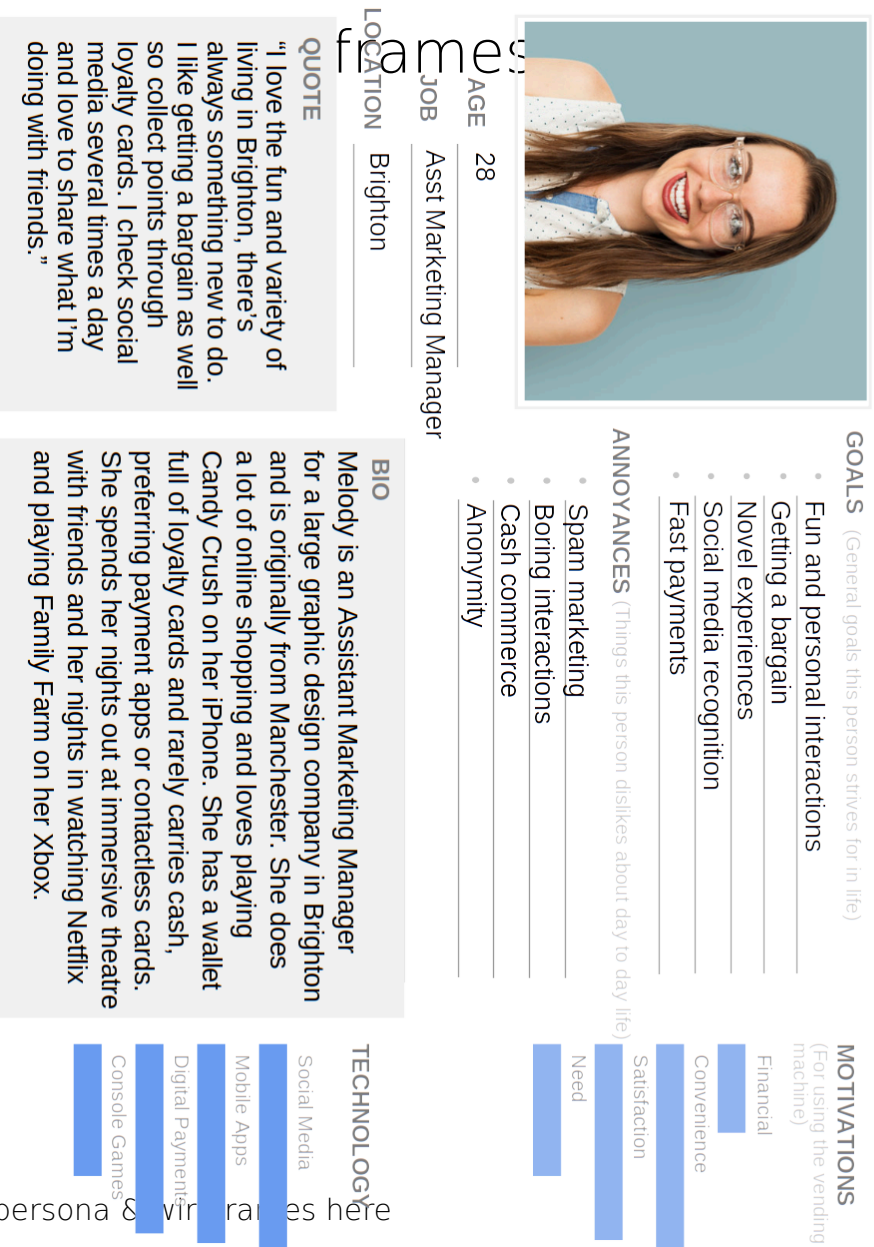 frames
AGE
28
JOB
Asst Marketing Manager
LOCATION
Brighton
QUOTE
“I love the fun and variety of
living in Brighton, there’s
always something new to do.
I like getting a bargain as well
so collect points through
loyalty cards. I check social
media several times a day
and love to share what I’m
doing with friends.”
GOALS (General goals this person strives for in life)
• Fun and personal interactions
• Getting a bargain
• Novel experiences
• Social media recognition
• Fast payments
ANNOYANCES (Things this person dislikes about day to day life)
• Spam marketing
• Boring interactions
• Cash commerce
• Anonymity
BIO
Melody is an Assistant Marketing Manager
for a large graphic design company in Brighton
and is originally from Manchester. She does
a lot of online shopping and loves playing
Candy Crush on her iPhone. She has a wallet
full of loyalty cards and rarely carries cash,
preferring payment apps or contactless cards.
She spends her nights out at immersive theatre
with friends and her nights in watching Netflix
and playing Family Farm on her Xbox.
MOTIVATIONS
(For using the vending
machine)
Financial
Convenience
Satisfaction
Need
TECHNOLOGY
Social Media
Mobile Apps
Digital Payments
Console Games
persona & wireframes here